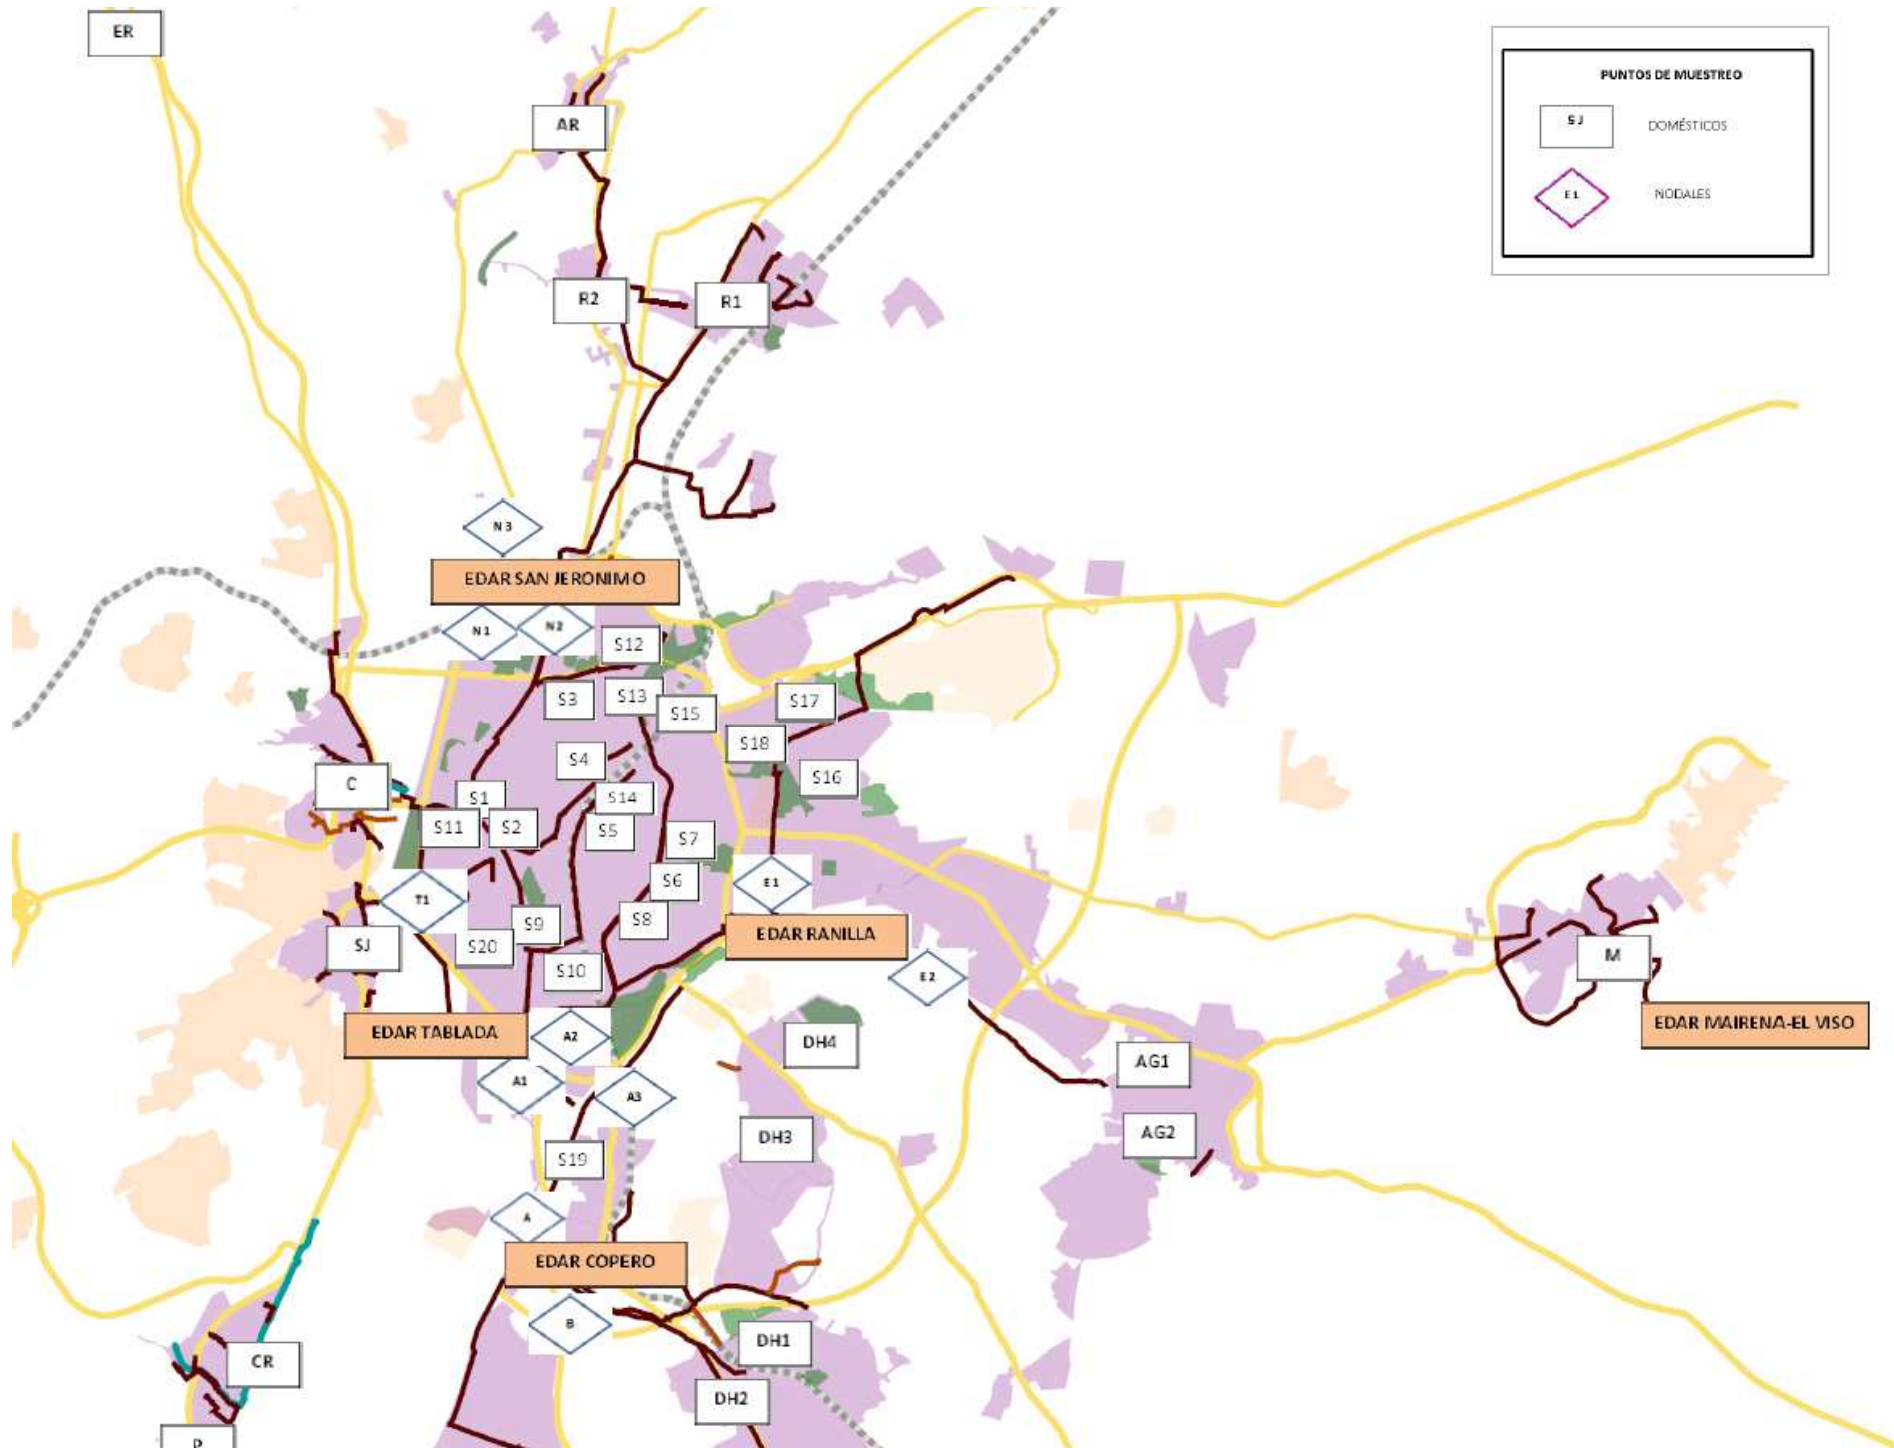 ER
PUNTOS DE MUESTREO
SJ
DOMÉSTICOS
E1
NODALES
AR
R2
R1
N3
EDAR SAN JERONIMO
N1
N2
S12
S3
S13
S15
S17
S18
S4
S16
C
S1
S14
S11
S2
S5
S7
T1
S6
E1
S9
S8
SJ
S20
EDAR RANILLA
S10
E2
M
EDAR TABLADA
A2
DH4
EDAR MAIRENA-EL VISO
A1
A3
AG1
DH3
AG2
S19
A
EDAR COPERO
B
DH1
CR
DH2
P